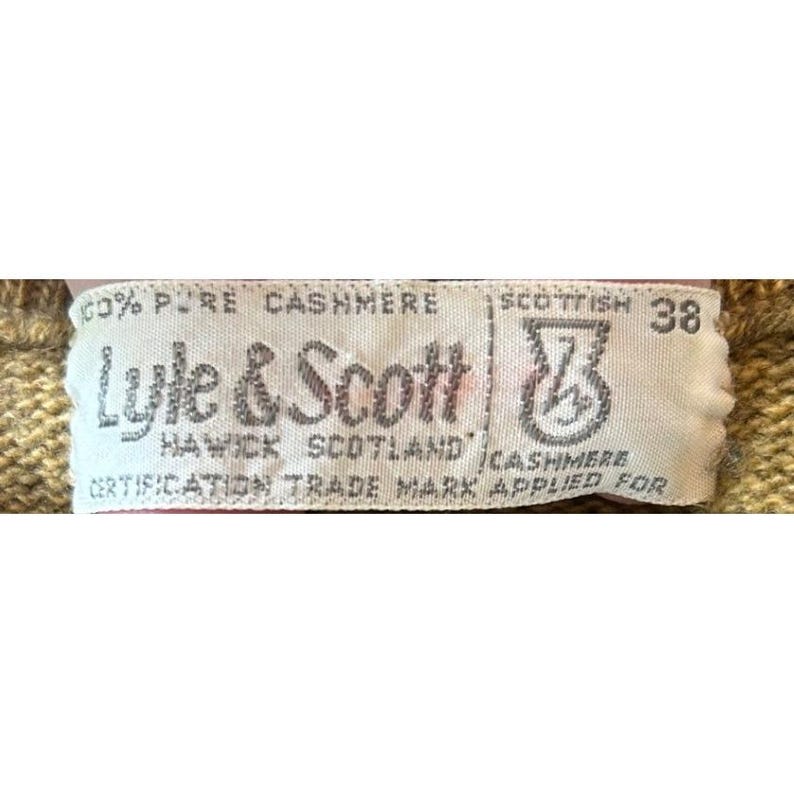 100% PURE CASHMERE
Lyle & Scott
HAWICK SCOTLAND
SCOTTISH
CASHMERE
38
CERTIFICATION TRADE MARK APPLIED FOR